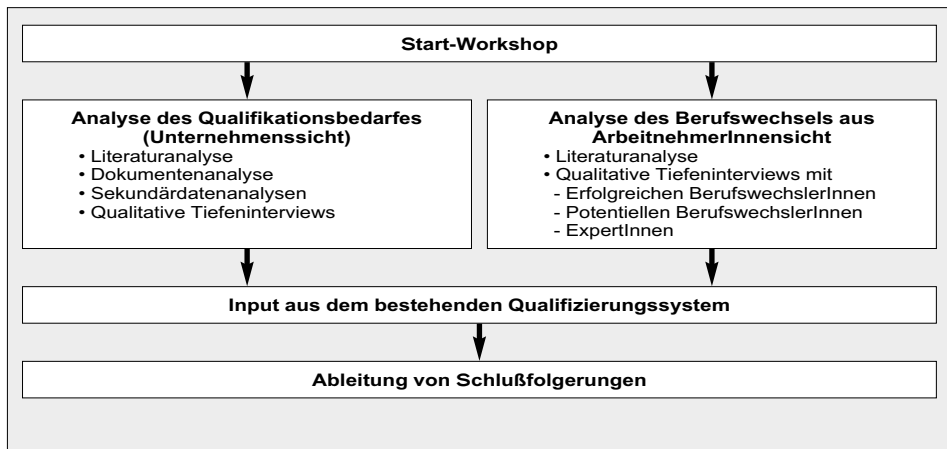 Start-Workshop
Analyse des Qualifikationsbedarfes
(Unternehmenssicht)
• Literaturanalyse
• Dokumentenanalyse
• Sekundärdatenanalysen
• Qualitative Tiefeninterviews
Analyse des Berufswechsels aus
ArbeitnehmerInnensicht
• Literaturanalyse
• Qualitative Tiefeninterviews mit
- Erfolgreichen BerufswechslerInnen
- Potentiellen BerufswechslerInnen
- ExpertInnen
Input aus dem bestehenden Qualifizierungssystem
Ableitung von Schlußfolgerungen